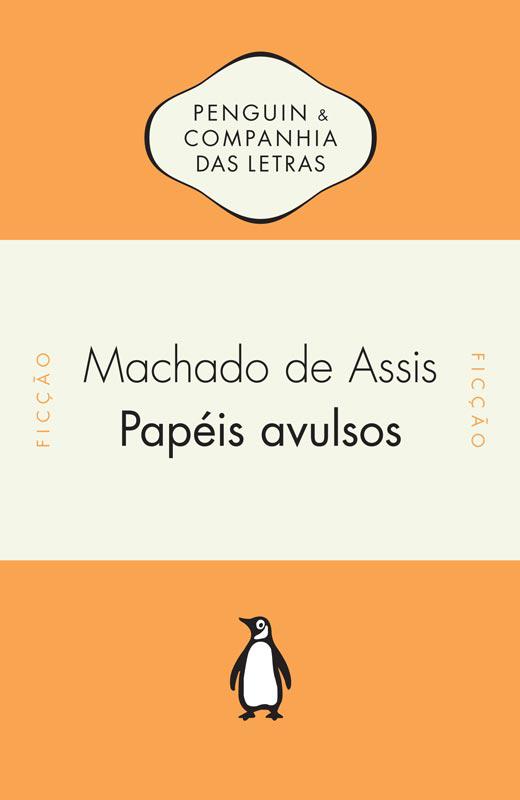 PENGUIN &
COMPANHIA
DAS LETRAS
FICÇÃO
Machado de Assis
Papéis avulsos
FICÇÃO